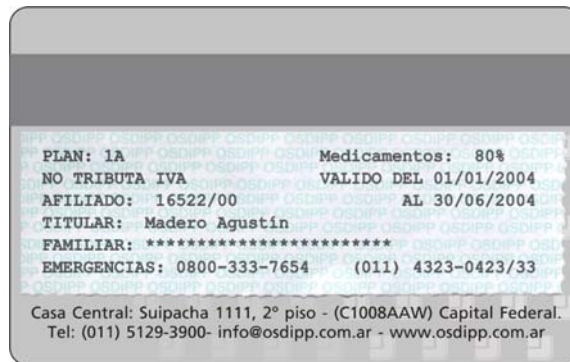 PLAN: 1A Medicamentos: 80%
NO TRIBUTA IVA VALIDO DEL 01/01/2004
AFILIADO: 16522/00 AL 30/06/2004
TITULAR: Madero Agustín
FAMILIAR: ************************
EMERGENCIAS: 0800-333-7654 (011) 4323-0423/33
Casa Central: Suipacha 1111, 2º piso - (C1008AAW) Capital Federal.
Tel: (011) 5129-3900- info@osdipp.com.ar - www.osdipp.com.ar